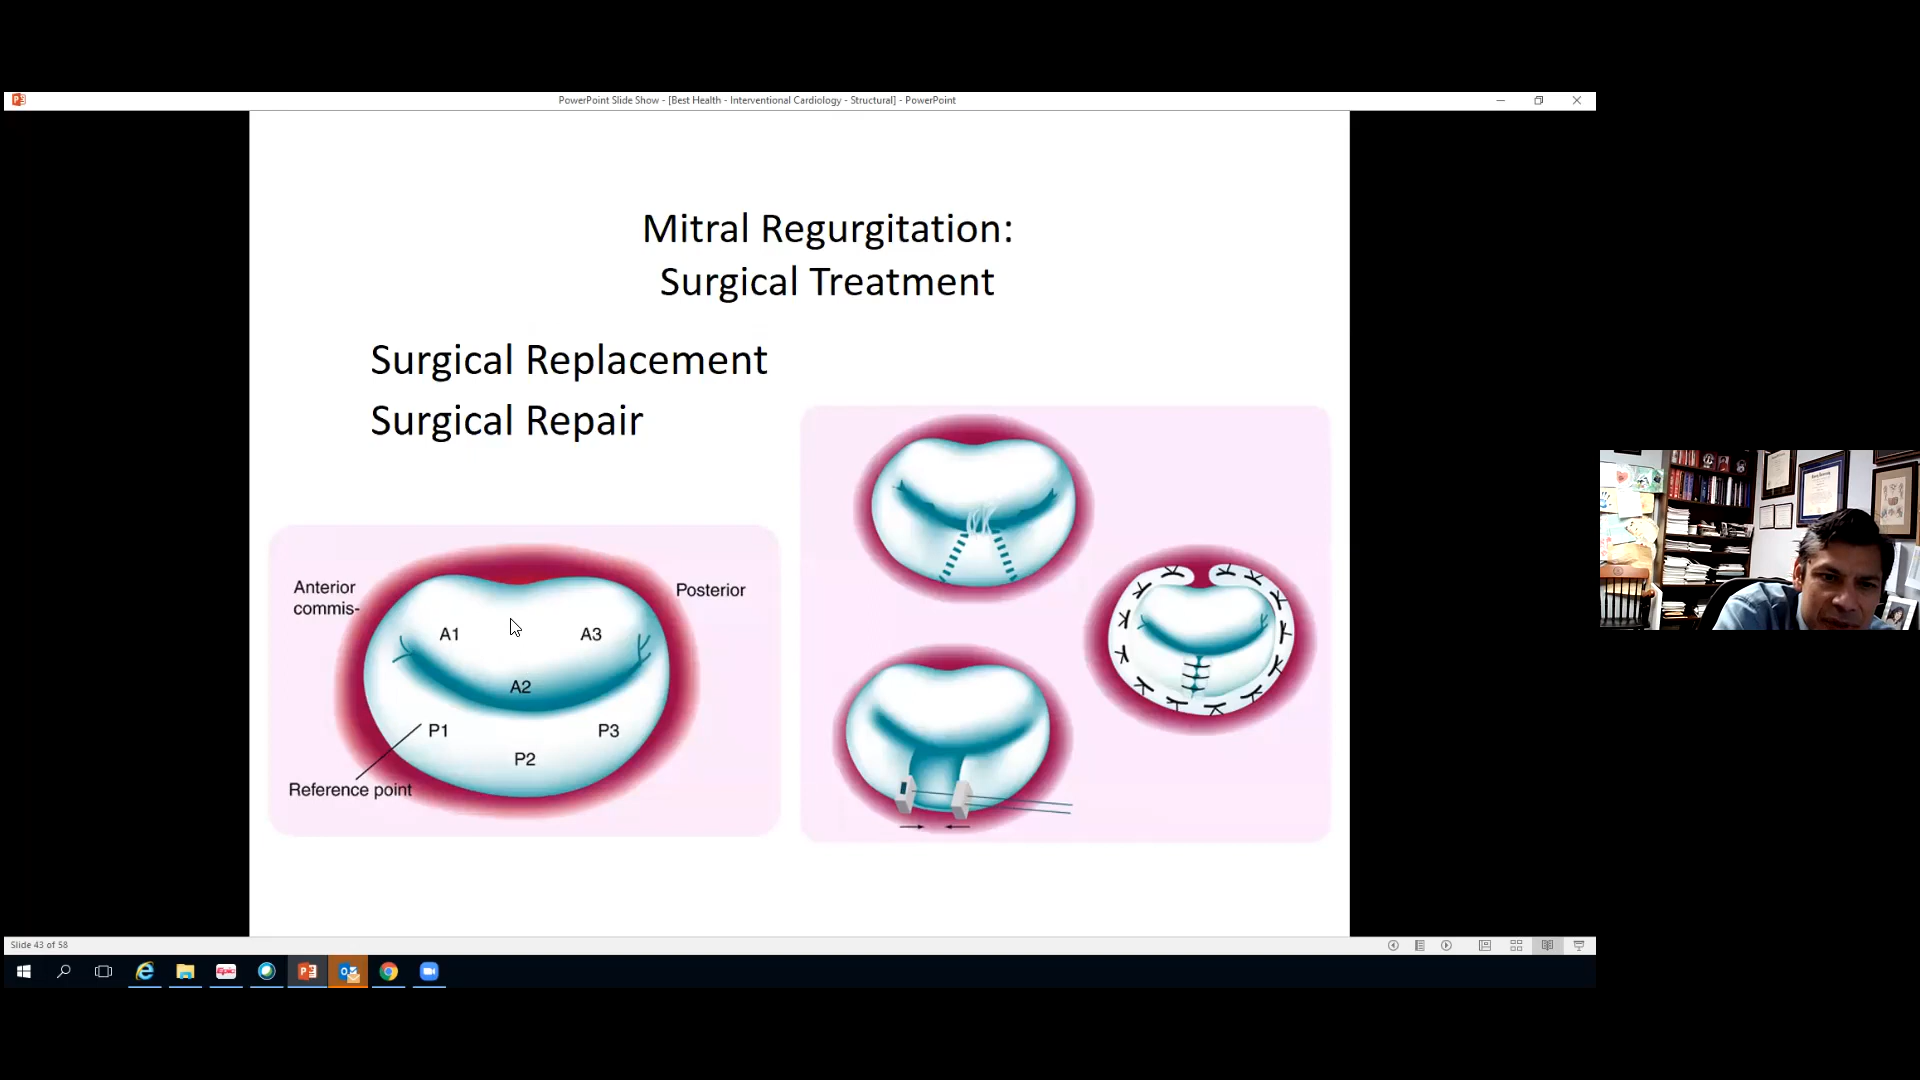 PowerPoint Slide Show - [Best Health - Interventional Cardiology - Structural] - PowerPoint
Mitral Regurgitation:
Surgical Treatment
Surgical Replacement
Surgical Repair
Anterior
commis-
Posterior
A1
A3
A2
P1
P3
P2
Reference point
Slide 43 of 58
Epic